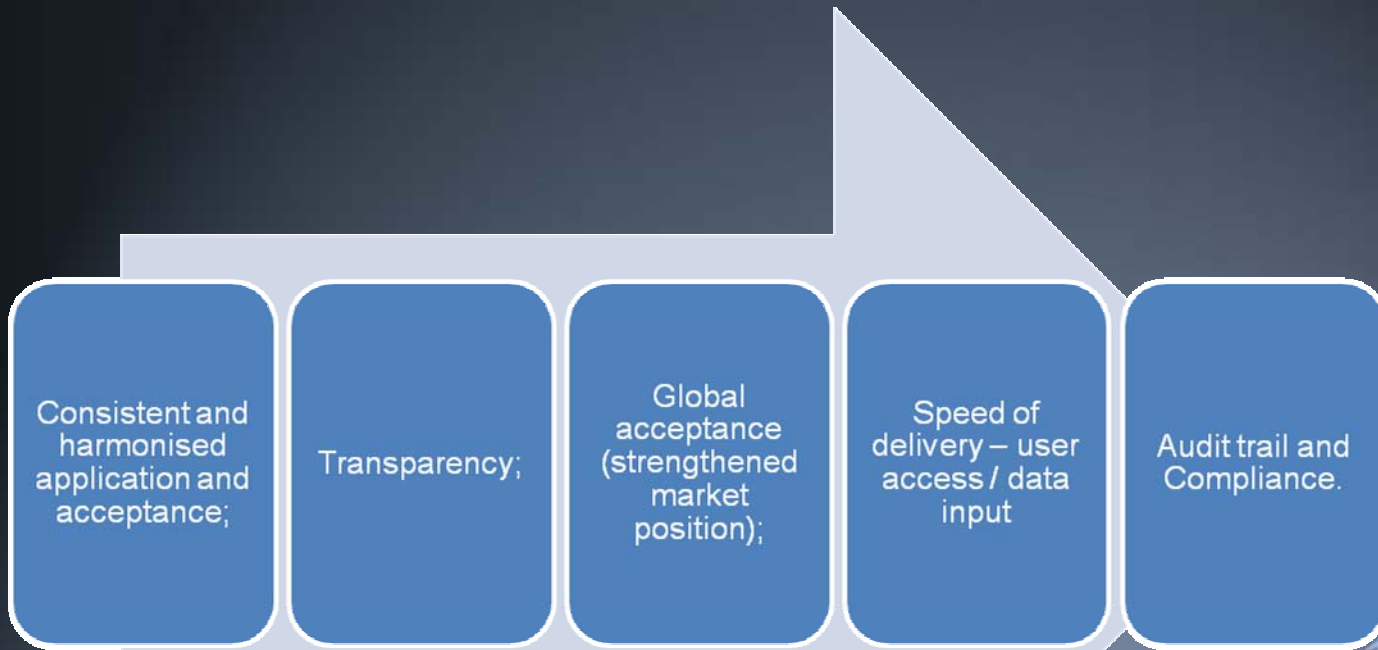 Consistent and
harmonised
application and
acceptance;
Transparency;
Global
acceptance
(strengthened
market
position);
Speed of
delivery – user
access / data
input
Audit trail and
Compliance.